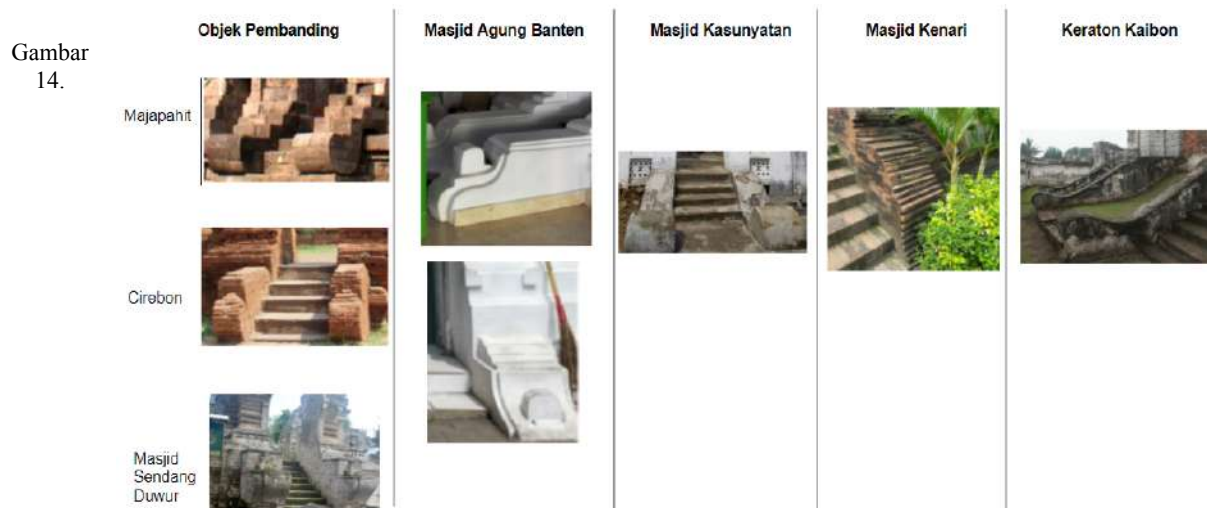 Gambar
14.
Objek Pembanding
Masjid Agung Banten
Masjid Kasunyatan
Masjid Kenari
Keraton Kaibon
Majapahit
Cirebon
Masjid
Sendang
Duwur